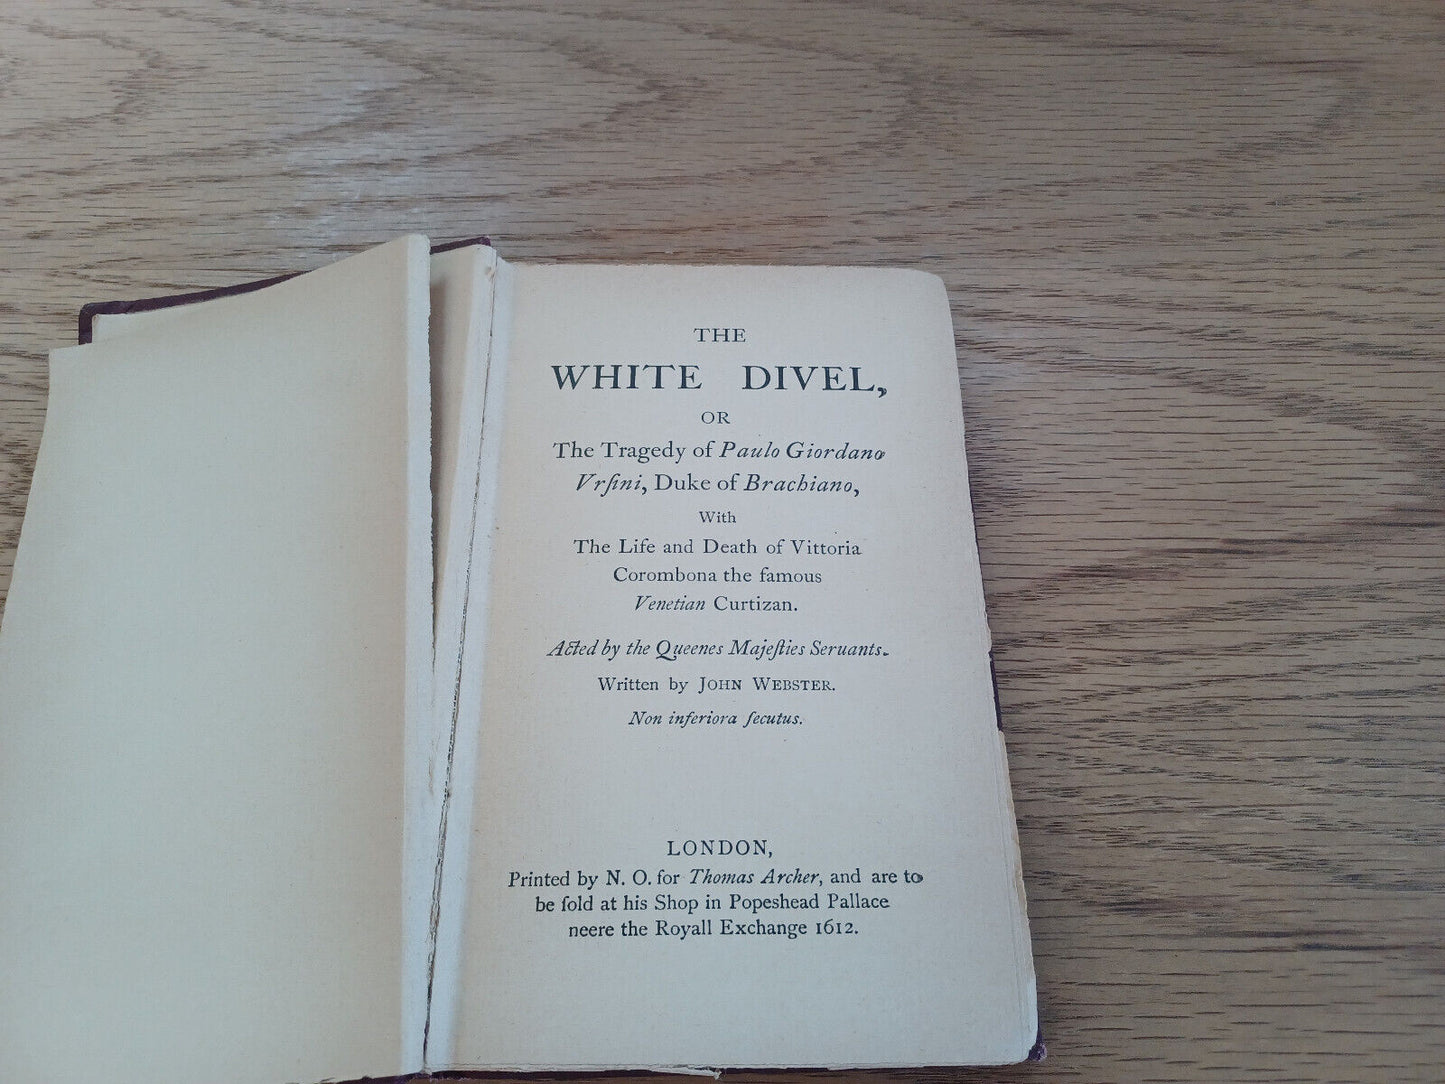 THE
WHITE DIVEL,
OR
The Tragedy of Paulo Giordano
Vrſini, Duke of Brachiano,
With
The Life and Death of Vittoria
Corombona the famous
Venetian Curtizan.
Acted by the Queenes Majeſties Seruants.
Written by JOHN WEBSTER.
Non inferiora ſecutus.
LONDON,
Printed by N. O. for Thomas Archer, and are to
be ſold at his Shop in Popeshead Pallace
neere the Royall Exchange 1612.